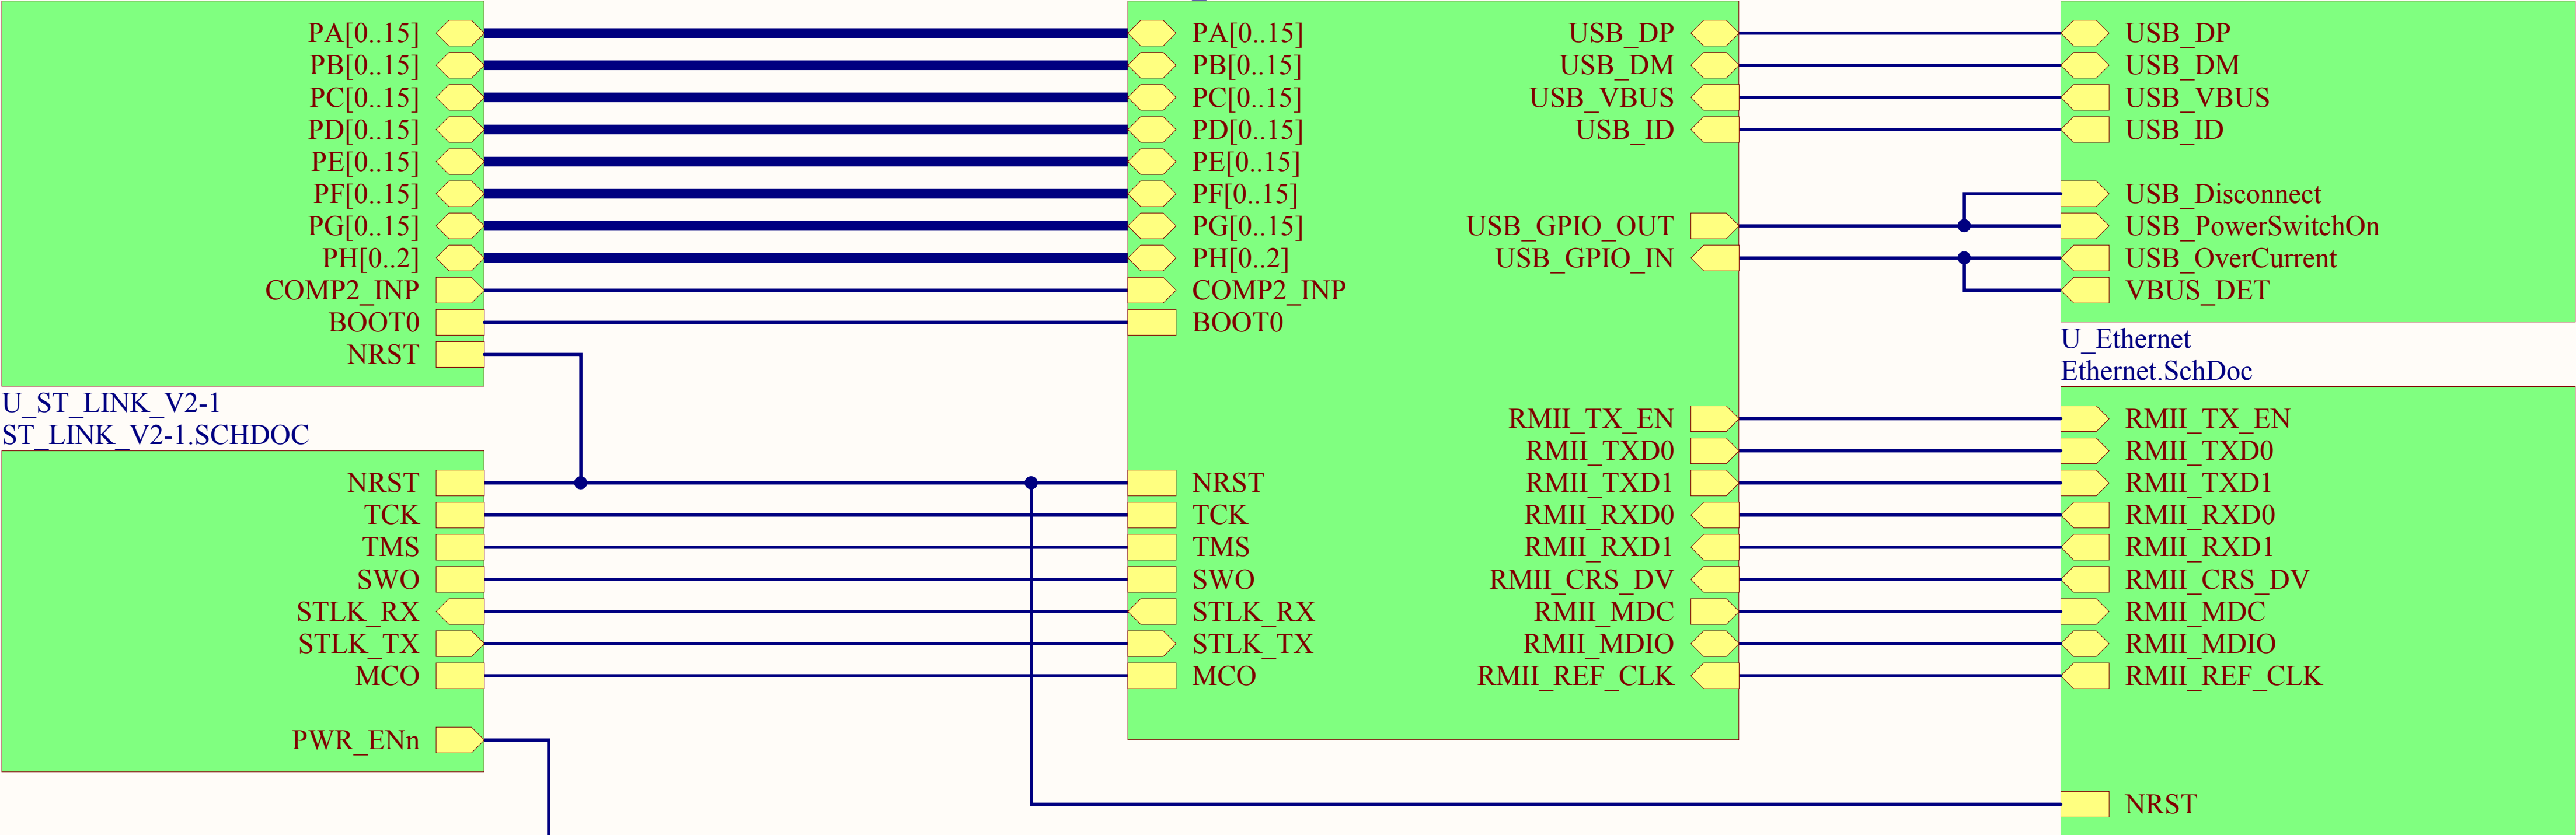 PA[0..15]
PB[0..15]
PC[0..15]
PD[0..15]
PE[0..15]
PF[0..15]
PG[0..15]
PH[0..2]
COMP2_INP
BOOT0
NRST
U_ST_LINK_V2-1
ST_LINK_V2-1.SCHDOC
NRST
TCK
TMS
SWO
STLK_RX
STLK_TX
MCO
PWR_ENn
PA[0..15]
PB[0..15]
PC[0..15]
PD[0..15]
PE[0..15]
PF[0..15]
PG[0..15]
PH[0..2]
COMP2_INP
BOOT0
NRST
TCK
TMS
SWO
STLK_RX
STLK_TX
MCO
USB_DP
USB_DM
USB_VBUS
USB_ID
USB_GPIO_OUT
USB_GPIO_IN
RMII_TX_EN
RMII_TXD0
RMII_TXD1
RMII_RXD0
RMII_RXD1
RMII_CRS_DV
RMII_MDC
RMII_MDIO
RMII_REF_CLK
USB_DP
USB_DM
USB_VBUS
USB_ID
USB_Disconnect
USB_PowerSwitchOn
USB_OverCurrent
VBUS_DET
U_Ethernet
Ethernet.SchDoc
RMII_TX_EN
RMII_TXD0
RMII_TXD1
RMII_RXD0
RMII_RXD1
RMII_CRS_DV
RMII_MDC
RMII_MDIO
RMII_REF_CLK
NRST